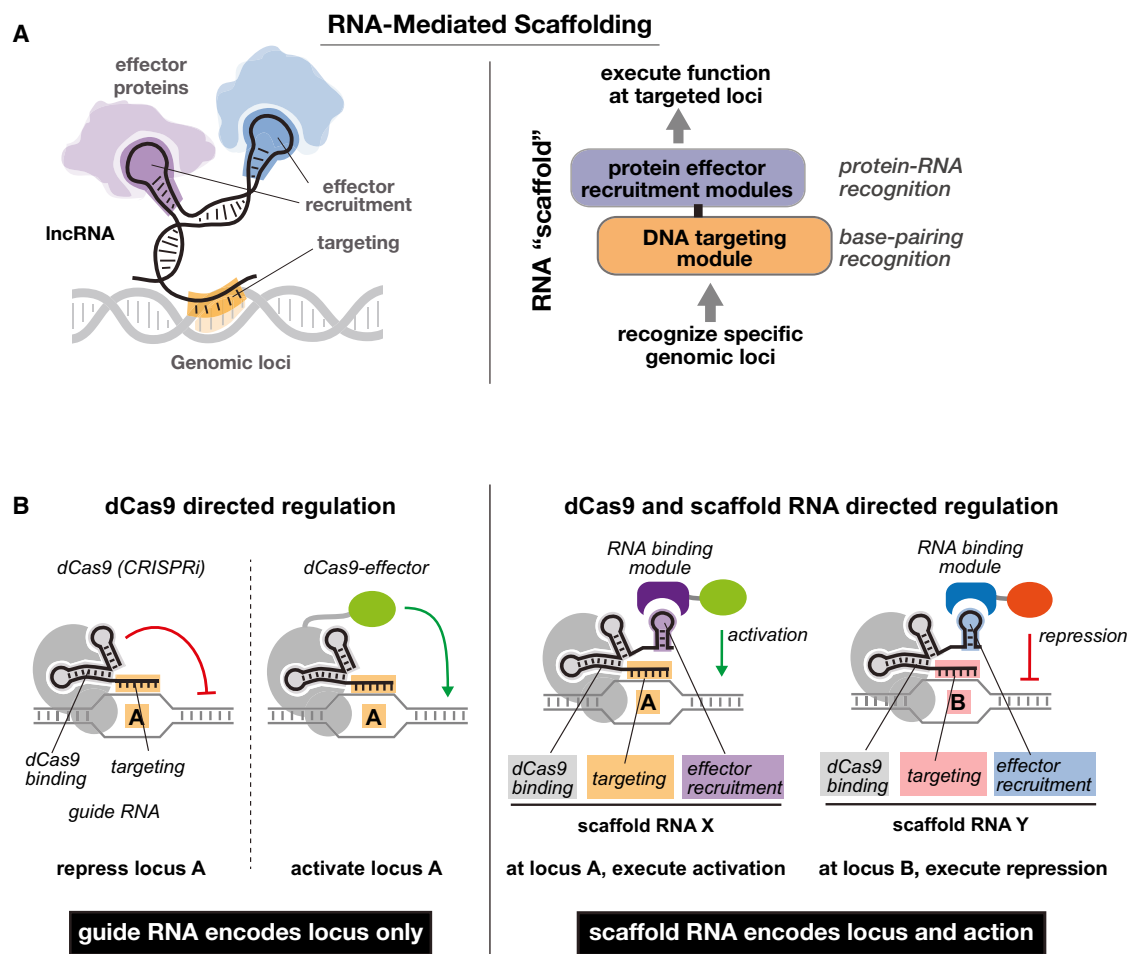 A
RNA-Mediated Scaffolding
effector
proteins
effector
recruitment
lncRNA
targeting
Genomic loci
RNA “scaffold”
execute function
at targeted loci
protein effector
recruitment modules
protein-RNA
recognition
DNA targeting
module
base-pairing
recognition
recognize specific
genomic loci
B
dCas9 directed regulation
dCas9 (CRISPRi)
A
dCas9
binding
targeting
guide RNA
repress locus A
dCas9-effector
A
activate locus A
guide RNA encodes locus only
dCas9 and scaffold RNA directed regulation
RNA binding
module
activation
A
dCas9
binding
targeting
effector
recruitment
scaffold RNA X
at locus A, execute activation
RNA binding
module
repression
B
dCas9
binding
targeting
effector
recruitment
scaffold RNA Y
at locus B, execute repression
scaffold RNA encodes locus and action